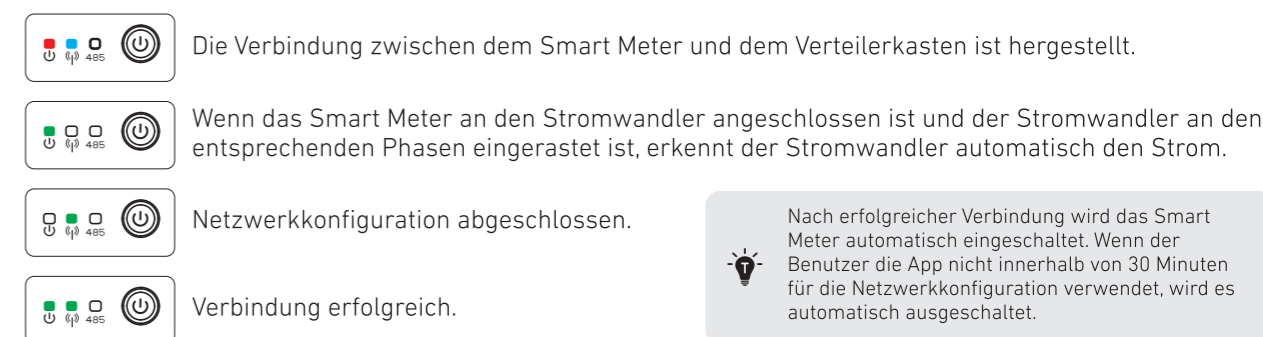 485
Die Verbindung zwischen dem Smart Meter und dem Verteilerkasten ist hergestellt.
485
Wenn das Smart Meter an den Stromwandler angeschlossen ist und der Stromwandler an den
entsprechenden Phasen eingerastet ist, erkennt der Stromwandler automatisch den Strom.
485
Netzwerkkonfiguration abgeschlossen.
485
Verbindung erfolgreich.
T
Nach erfolgreicher Verbindung wird das Smart
Meter automatisch eingeschaltet. Wenn der
Benutzer die App nicht innerhalb von 30 Minuten
für die Netzwerkkonfiguration verwendet, wird es
automatisch ausgeschaltet.